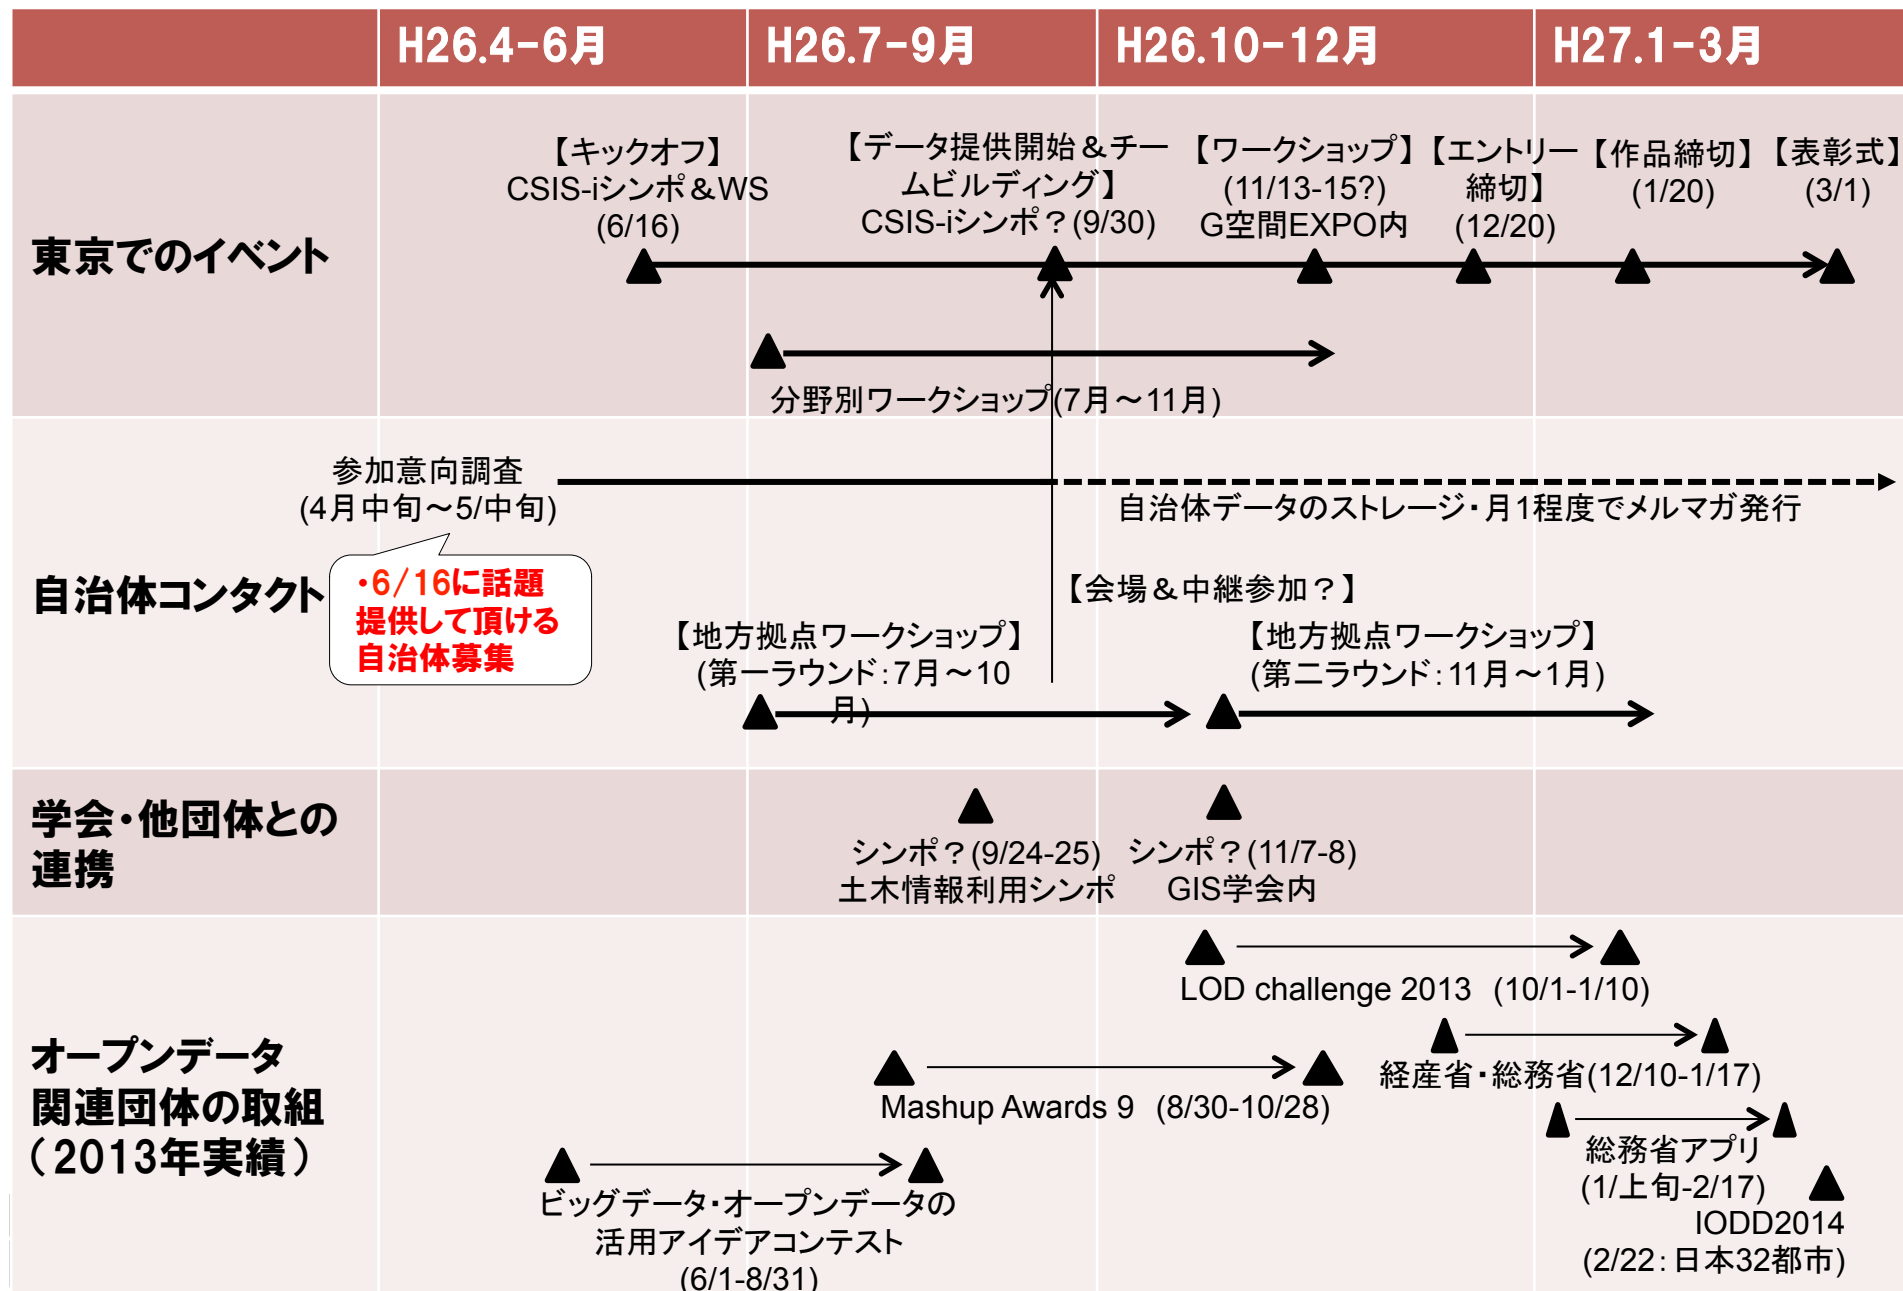 H26.4-6月
H26.7-9月
H26.10-12月
H27.1-3月
東京でのイベント
【キックオフ】
CSIS-iシンポ＆WS
(6/16)
【データ提供開始＆チー
ムビルディング】
CSIS-iシンポ？(9/30)
【ワークショップ】
(11/13-15?)
G空間EXPO内
【エントリー
締切】
(12/20)
【作品締切】
(1/20)
【表彰式】
(3/1)
分野別ワークショップ(7月～11月)
自治体コンタクト
参加意向調査
(4月中旬～5/中旬)
・6/16に話題
提供して頂ける
自治体募集
自治体データのストレージ・月1程度でメルマガ発行
【会場＆中継参加？】
【地方拠点ワークショップ】
(第一ラウンド：7月～10
月)
【地方拠点ワークショップ】
(第二ラウンド：11月～1月)
学会・他団体との
連携
シンポ？(9/24-25)
土木情報利用シンポ
シンポ？(11/7-8)
GIS学会内
オープンデータ
関連団体の取組
（2013年実績）
LOD challenge 2013 (10/1-1/10)
経産省・総務省(12/10-1/17)
Mashup Awards 9 (8/30-10/28)
総務省アプリ
(1/上旬-2/17)
ビッグデータ・オープンデータの
活用アイデアコンテスト
(6/1-8/31)
IODD2014
(2/22：日本32都市)